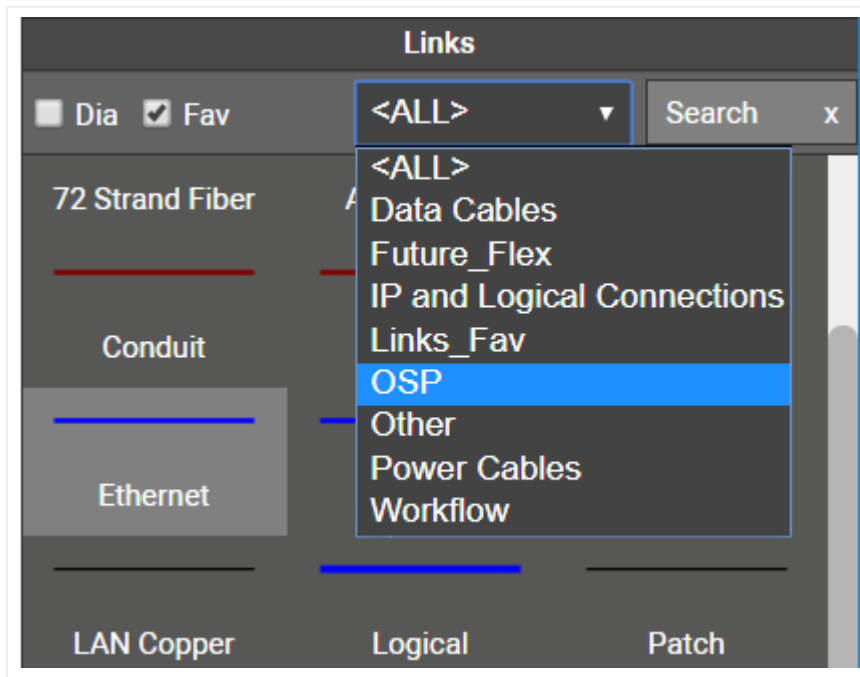 Links
Dia Fav <ALL> Search x
<ALL>
72 Strand Fiber A Data Cables
Future_Flex
IP and Logical Connections
Conduit Links_Fav
OSP
Other
Power Cables
Ethernet Workflow
LAN Copper Logical Patch